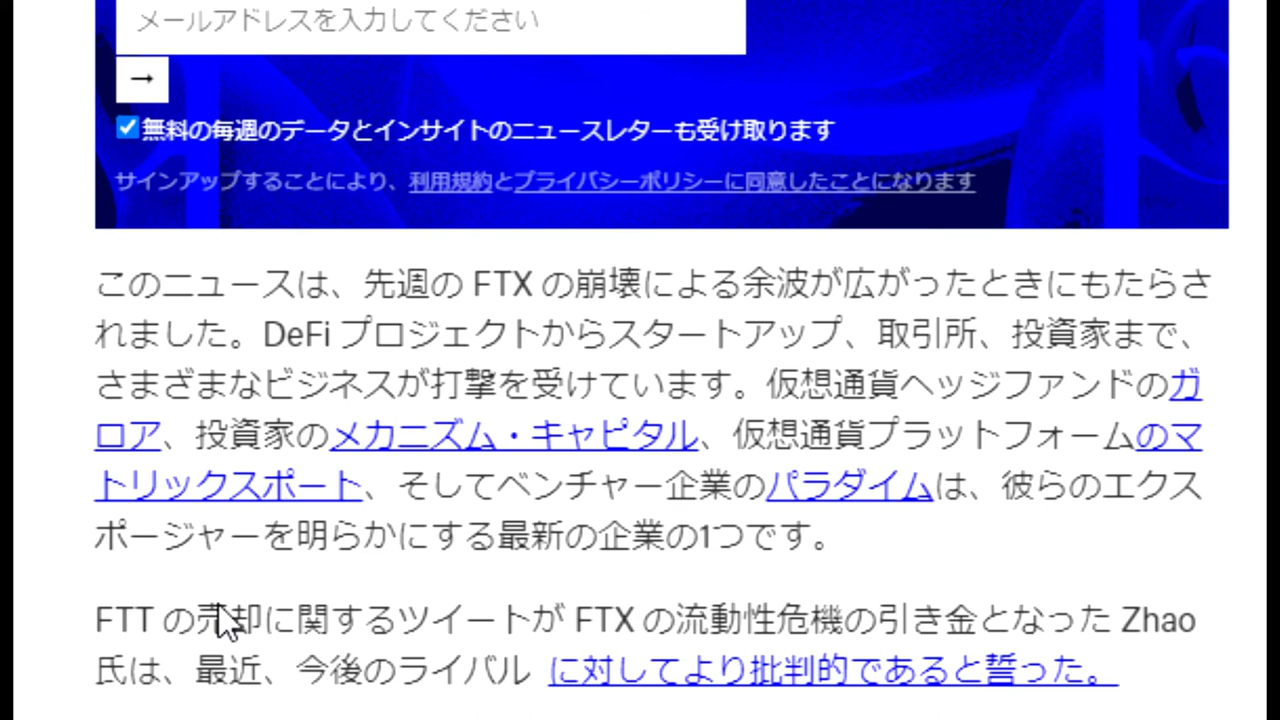 メールアドレスを入力してください
→
無料の毎週のデータとインサイトのニュースレターも受け取ります
サインアップすることにより、利用規約とプライバシーポリシーに同意したことになります
このニュースは、先週の FTX の崩壊による余波が広がったときにもたらさ
れました。DeFi プロジェクトからスタートアップ、取引所、投資家まで、
さまざまなビジネスが打撃を受けています。仮想通貨ヘッジファンドのガ
ロア、投資家のメカニズム・キャピタル、仮想通貨プラットフォームのマ
トリックスポート、そしてベンチャー企業のパラダイムは、彼らのエクス
ポージャーを明らかにする最新の企業の1つです。
FTT の売却に関するツイートが FTX の流動性危機の引き金となった Zhao
氏は、最近、今後のライバル に対してより批判的であると誓った。